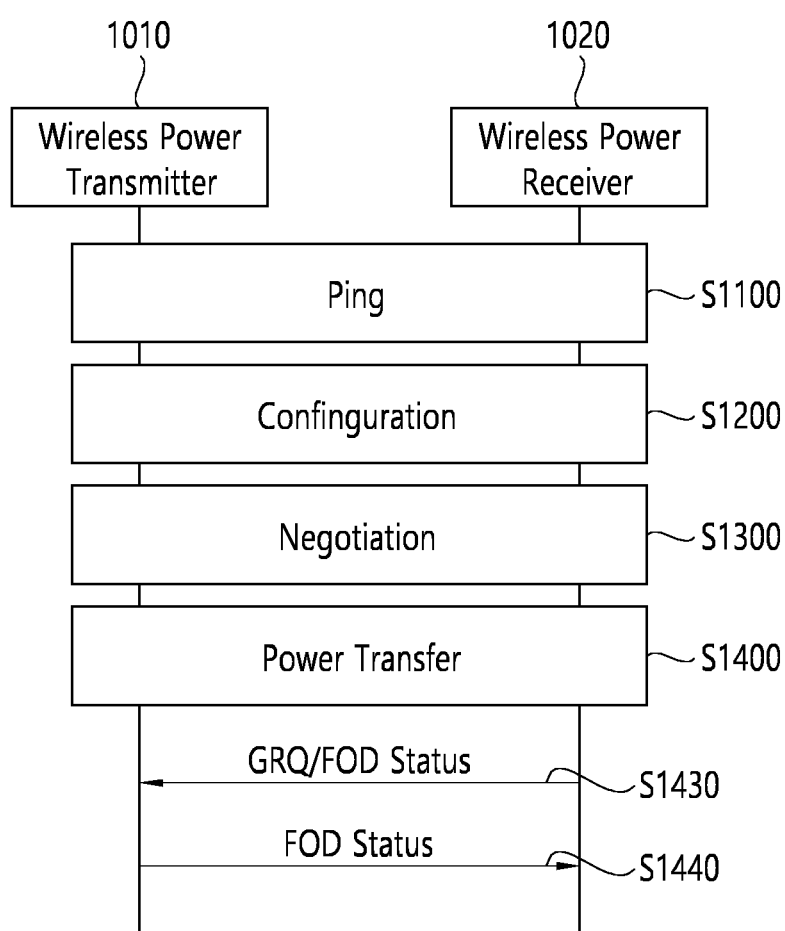 1010
1020
Wireless Power
Transmitter
Wireless Power
Receiver
Ping
S1100
Confinguration
S1200
Negotiation
S1300
Power Transfer
S1400
GRQ/FOD Status
S1430
FOD Status
S1440